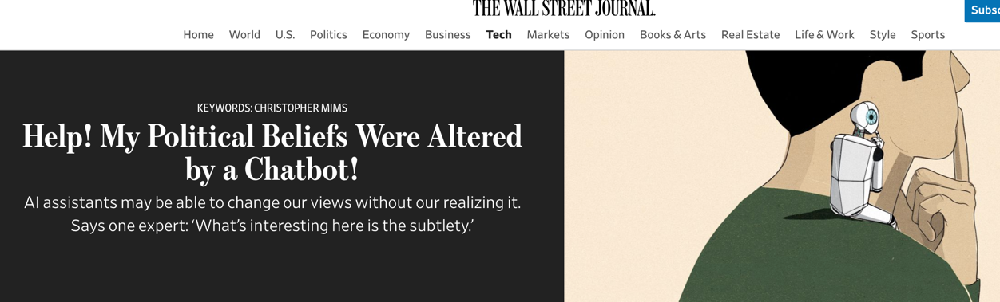 THE WALL STREET JOURNAL.
Home World U.S. Politics Economy Business Tech Markets Opinion Books & Arts Real Estate Life & Work Style Sports
KEYWORDS: CHRISTOPHER MIMS
Help! My Political Beliefs Were Altered
by a Chatbot!
AI assistants may be able to change our views without our realizing it.
Says one expert: ‘What’s interesting here is the subtlety.’